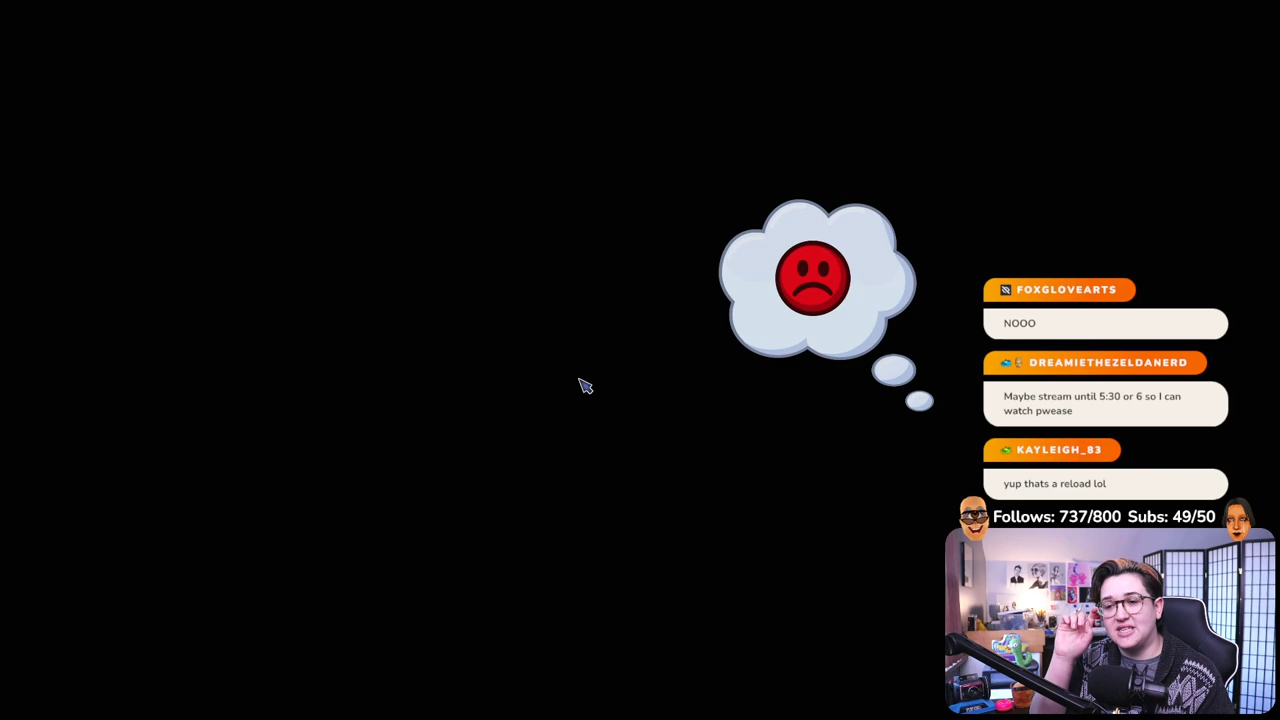 FOXGLOVEARTS
NOOO
DREAMIETHEZELDANERD
Maybe stream until 5:30 or 6 so I can
watch pwease
KAYLEIGH_83
yup thats a reload lol
Follows: 737/800 Subs: 49/50